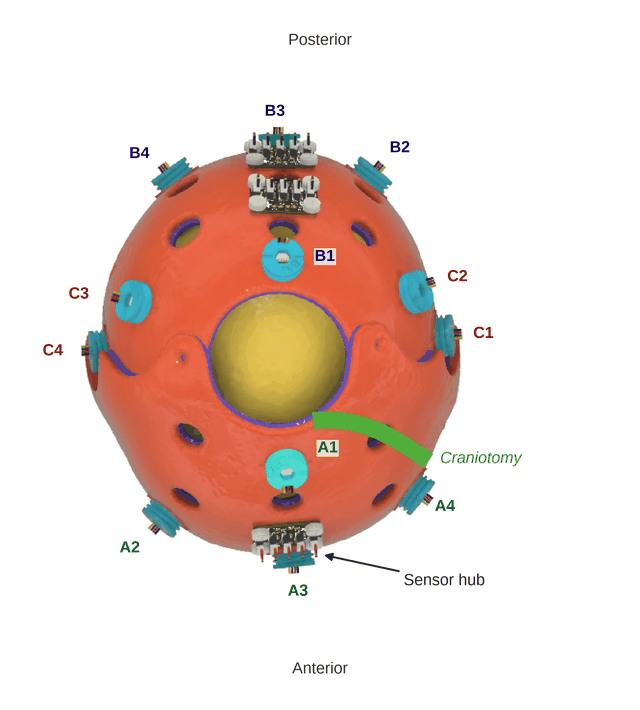 Posterior
B3
B4
B2
B1
C3
C2
C4
C1
A1
Craniotomy
A4
A2
Sensor hub
A3
Anterior